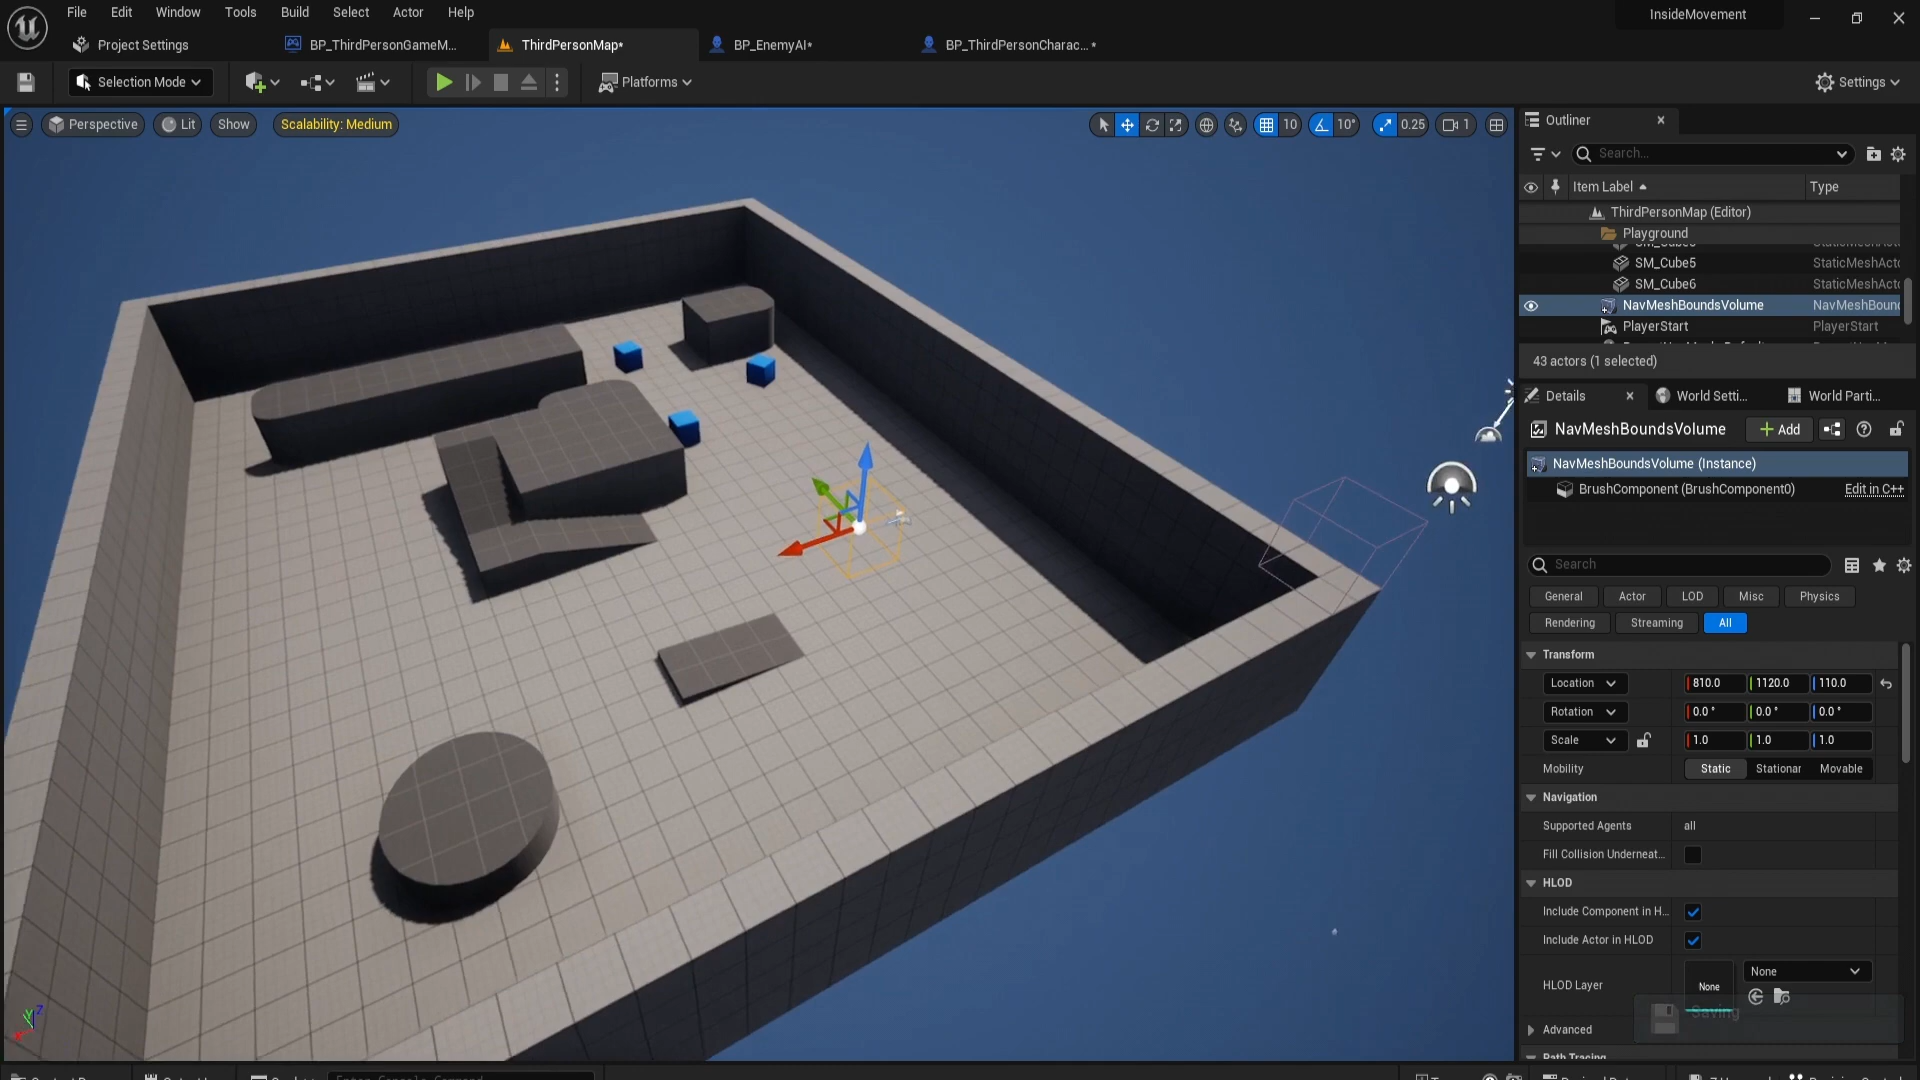 File Edit Window Tools Build Select Actor Help
InsideMovement
Project Settings
BP_ThirdPersonGameM...
ThirdPersonMap*
BP_EnemyAI*
BP_ThirdPersonCharac... *
Selection Mode
Platforms
Settings
Perspective
Lit
Show
Scalability: Medium
10
10°
0.25
1
Outliner
Search...
Item Label
Type
ThirdPersonMap (Editor)
Playground
SM_Cube5 StaticMeshActo
SM_Cube6 StaticMeshActo
NavMeshBoundsVolume NavMeshBound
PlayerStart PlayerStart
43 actors (1 selected)
Details
World Setti...
World Parti...
NavMeshBoundsVolume
+ Add
NavMeshBoundsVolume (Instance)
BrushComponent (BrushComponent0) Edit in C++
Search
General Actor LOD Misc Physics
Rendering Streaming All
Transform
Location 810.0 1120.0 110.0
Rotation 0.0 ° 0.0 ° 0.0 °
Scale 1.0 1.0 1.0
Mobility Static Stationar Movable
Navigation
Supported Agents all
Fill Collision Underneat...
HLOD
Include Component in H...
Include Actor in HLOD
HLOD Layer None None
Saving
Advanced
Path Tracing
Enter Console Command